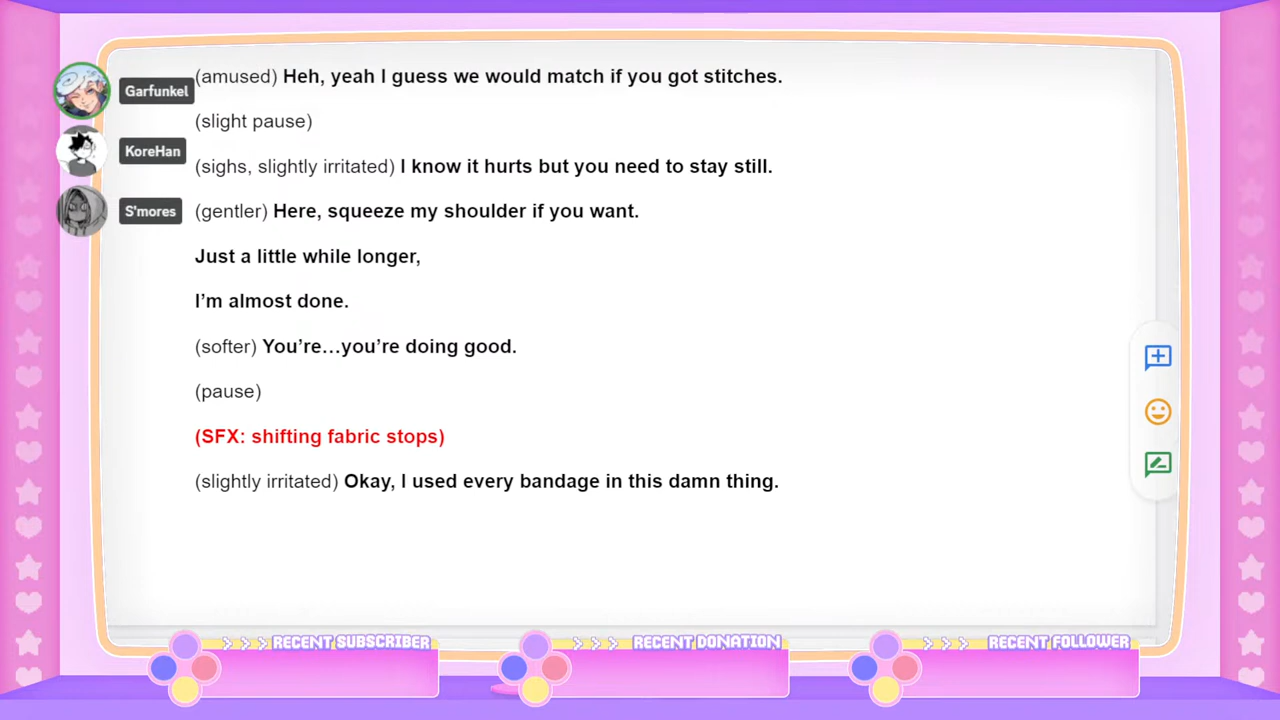 (amused) Heh, yeah I guess we would match if you got stitches.
Garfunkel
(slight pause)
KoreHan
(sighs, slightly irritated) I know it hurts but you need to stay still.
S'mores
(gentler) Here, squeeze my shoulder if you want.
Just a little while longer,
I'm almost done.
(softer) You're…you're doing good.
(pause)
(SFX: shifting fabric stops)
(slightly irritated) Okay, I used every bandage in this damn thing.
> > > RECENT SUBSCRIBER
> > > RECENT DONATION
> > > RECENT FOLLOWER